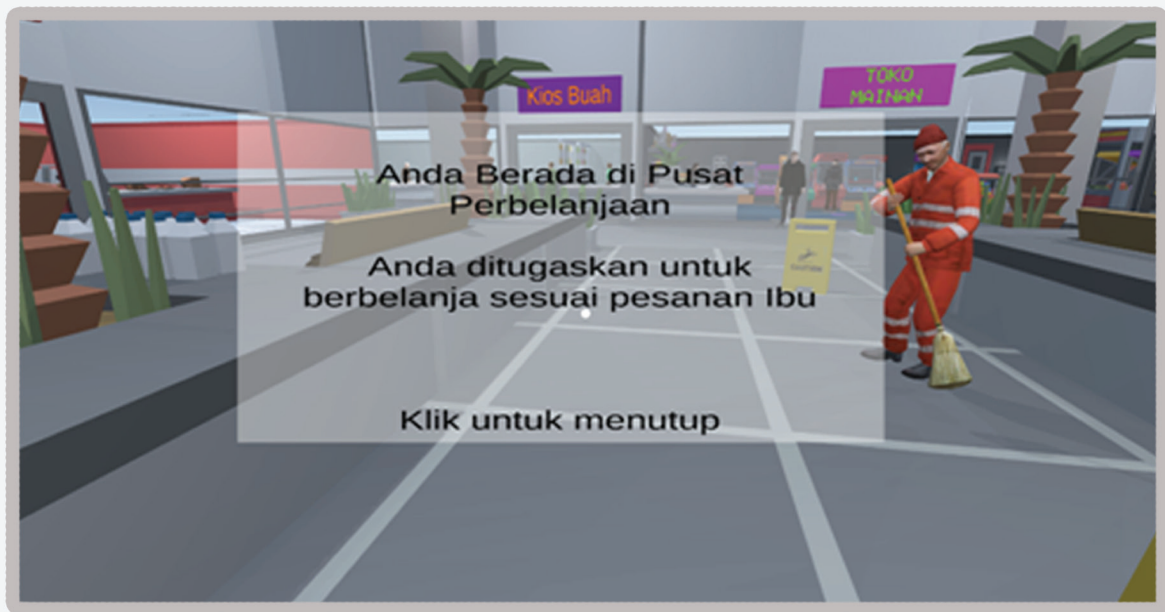 Kios Buah
TOKO
MAINAN
Anda Berada di Pusat
Perbelanjaan
Anda ditugaskan untuk
berbelanja sesuai pesanan Ibu
CAUTION
Klik untuk menutup